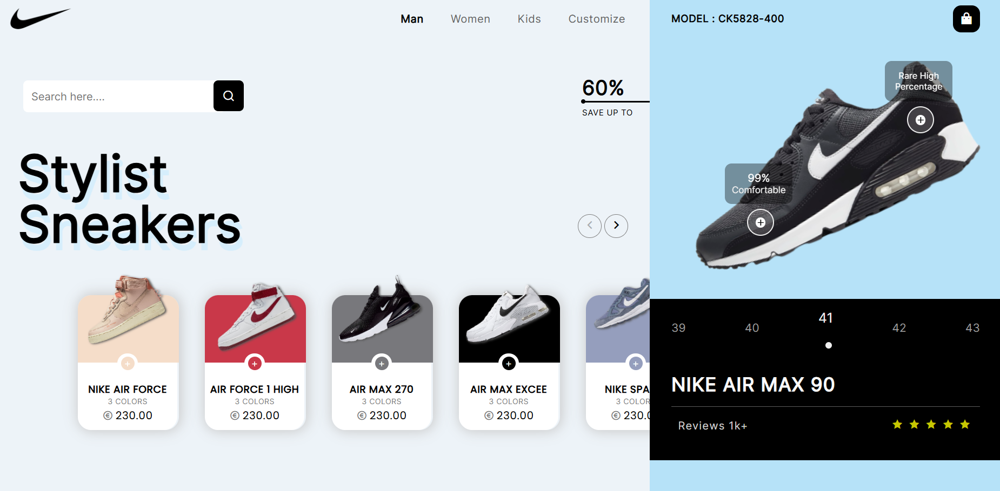 Man Women Kids Customize
MODEL : CK5828-400
Search here....
60%
SAVE UP TO
Rare High
Percentage
Stylist
Sneakers
99%
Comfortable
NIKE AIR FORCE
3 COLORS
230.00
AIR FORCE 1 HIGH
3 COLORS
230.00
AIR MAX 270
3 COLORS
230.00
AIR MAX EXCEE
3 COLORS
230.00
NIKE SPA
3 COLOR
230.0
39 40 41 42 43
NIKE AIR MAX 90
Reviews 1k+